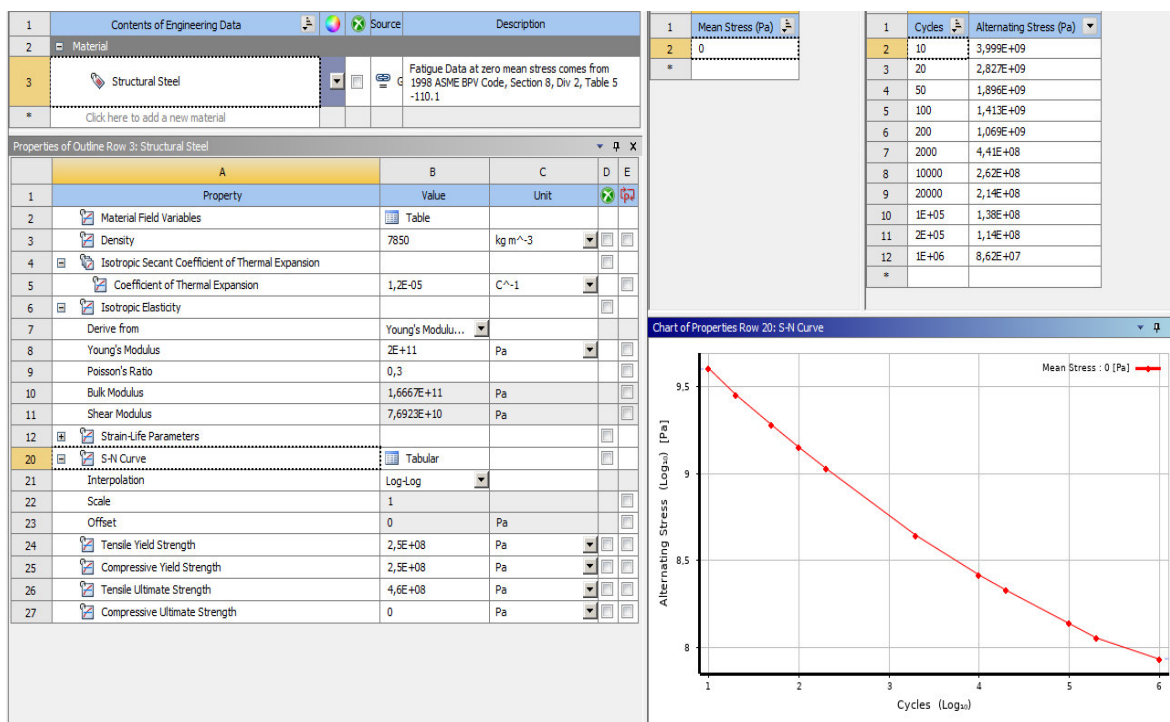 1 Contents of Engineering Data Source Description
2 Material
3 Structural Steel G Fatigue Data at zero mean stress comes from
1998 ASME BPV Code, Section 8, Div 2, Table 5
-110.1
* Click here to add a new material
Properties of Outline Row 3: Structural Steel
A B C D E
1 Property Value Unit
2 Material Field Variables Table
3 Density 7850 kg m^-3
4 Isotropic Secant Coefficient of Thermal Expansion
5 Coefficient of Thermal Expansion 1,2E-05 C^-1
6 Isotropic Elasticity
7 Derive from Young's Modulu...
8 Young's Modulus 2E+11 Pa
9 Poisson's Ratio 0,3
10 Bulk Modulus 1,6667E+11 Pa
11 Shear Modulus 7,6923E+10 Pa
12 Strain-Life Parameters
20 S-N Curve Tabular
21 Interpolation Log-Log
22 Scale 1
23 Offset 0 Pa
24 Tensile Yield Strength 2,5E+08 Pa
25 Compressive Yield Strength 2,5E+08 Pa
26 Tensile Ultimate Strength 4,6E+08 Pa
27 Compressive Ultimate Strength 0 Pa
1 Mean Stress (Pa)
2 0
*
1 Cycles Alternating Stress (Pa)
2 10 3,999E+09
3 20 2,827E+09
4 50 1,896E+09
5 100 1,413E+09
6 200 1,069E+09
7 2000 4,41E+08
8 10000 2,62E+08
9 20000 2,14E+08
10 1E+05 1,38E+08
11 2E+05 1,14E+08
12 1E+06 8,62E+07
*
Chart of Properties Row 20: S-N Curve
Mean Stress : 0 [Pa]
Alternating Stress (Log₁₀) [Pa]
9,5
9
8,5
8
1 2 3 4 5 6
Cycles (Log₁₀)